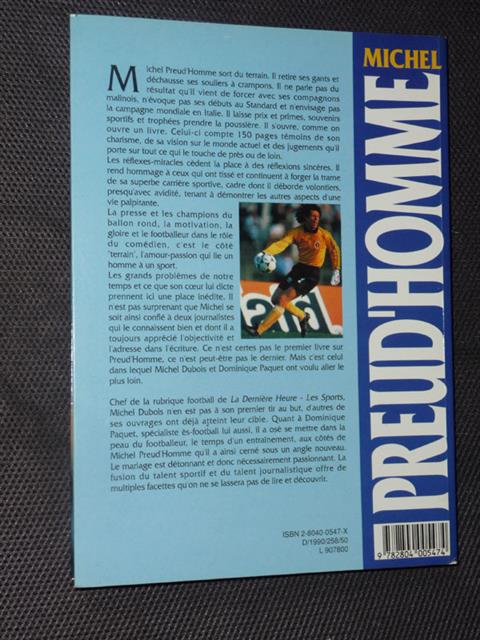 Michel Preud'Homme sort du terrain. Il retire ses gants et
déchausse ses souliers à crampons. Il ne parle pas du
résultat qu'il vient de forcer avec ses compagnons
malinois, n'évoque pas ses débuts au Standard et n'envisage pas
la campagne mondiale en Italie. Il laisse prix et primes, souvenirs
sportifs et trophées prendre la poussière. Il s'ouvre, comme on
ouvre un livre. Celui-ci compte 150 pages témoins de son
charisme, de sa vision sur le monde actuel et des jugements qu'il
porte sur tout ce qui le touche de près ou de loin.
Les réflexes-miracles cèdent la place à des réflexions sincères. Il
rend hommage à ceux qui ont tissé et continuent à forger la trame
de sa superbe carrière sportive, cadre dont il déborde volontiers,
presqu'avec avidité, tenant à démontrer les autres aspects d'une
vie palpitante.
La presse et les champions du
ballon rond, la motivation, la
gloire et le footballeur dans le rôle
du comédien, c'est le côté
"terrain", l'amour-passion qui lie un
homme à un sport.
Les grands problèmes de notre
temps et ce que son cœur lui dicte
prennent ici une place inédite. Il
n'est pas surprenant que Michel se
soit ainsi confié à deux journalistes
qui le connaissent bien et dont il a
toujours apprécié l'objectivité et
l'adresse dans l'écriture. Ce n'est certes pas le premier livre sur
Preud'Homme, ce n'est peut-être pas le dernier. Mais c'est celui
dans lequel Michel Dubois et Dominique Paquet ont voulu aller le
plus loin.
Chef de la rubrique football de La Dernière Heure - Les Sports,
Michel Dubois n'en est pas à son premier tir au but, d'autres de
ses ouvrages ont déjà atteint leur cible. Quant à Dominique
Paquet, spécialiste ès-football lui aussi, il a osé se mettre dans la
peau du footballeur, le temps d'un entraînement, aux côtés de
Michel Preud'Homme qu'il a ainsi cerné sous un angle nouveau.
Le mariage est détonnant et donc nécessairement passionnant. La
fusion du talent sportif et du talent journalistique offre de
multiples facettes qu'on ne se lassera pas de lire et découvrir.
ISBN 2-8040-0547-X
D/1990/258/50
L 907800
MICHEL
PREUD'HOMME
9 782804 005474